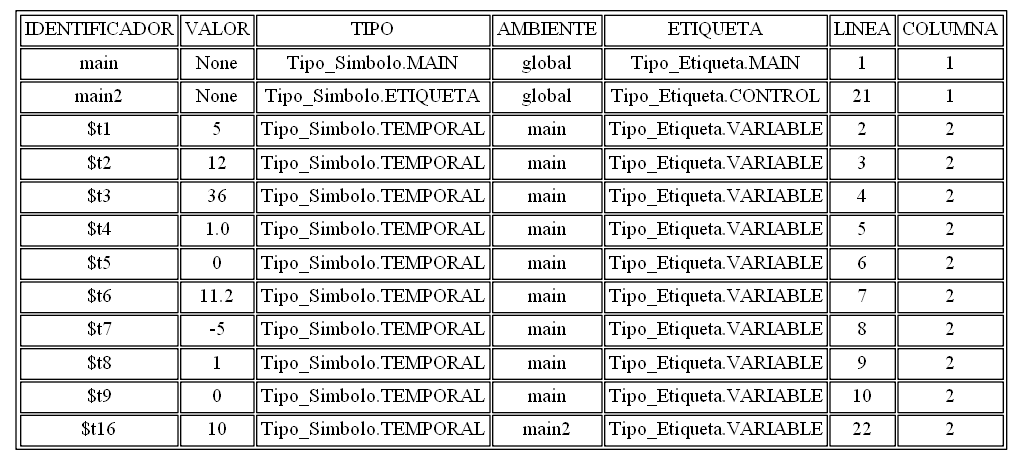 IDENTIFICADOR VALOR TIPO AMBIENTE ETIQUETA LINEA COLUMNA
main None Tipo_Simbolo.MAIN global Tipo_Etiqueta.MAIN 1 1
main2 None Tipo_Simbolo.ETIQUETA global Tipo_Etiqueta.CONTROL 21 1
$t1 5 Tipo_Simbolo.TEMPORAL main Tipo_Etiqueta.VARIABLE 2 2
$t2 12 Tipo_Simbolo.TEMPORAL main Tipo_Etiqueta.VARIABLE 3 2
$t3 36 Tipo_Simbolo.TEMPORAL main Tipo_Etiqueta.VARIABLE 4 2
$t4 1.0 Tipo_Simbolo.TEMPORAL main Tipo_Etiqueta.VARIABLE 5 2
$t5 0 Tipo_Simbolo.TEMPORAL main Tipo_Etiqueta.VARIABLE 6 2
$t6 11.2 Tipo_Simbolo.TEMPORAL main Tipo_Etiqueta.VARIABLE 7 2
$t7 -5 Tipo_Simbolo.TEMPORAL main Tipo_Etiqueta.VARIABLE 8 2
$t8 1 Tipo_Simbolo.TEMPORAL main Tipo_Etiqueta.VARIABLE 9 2
$t9 0 Tipo_Simbolo.TEMPORAL main Tipo_Etiqueta.VARIABLE 10 2
$t16 10 Tipo_Simbolo.TEMPORAL main2 Tipo_Etiqueta.VARIABLE 22 2